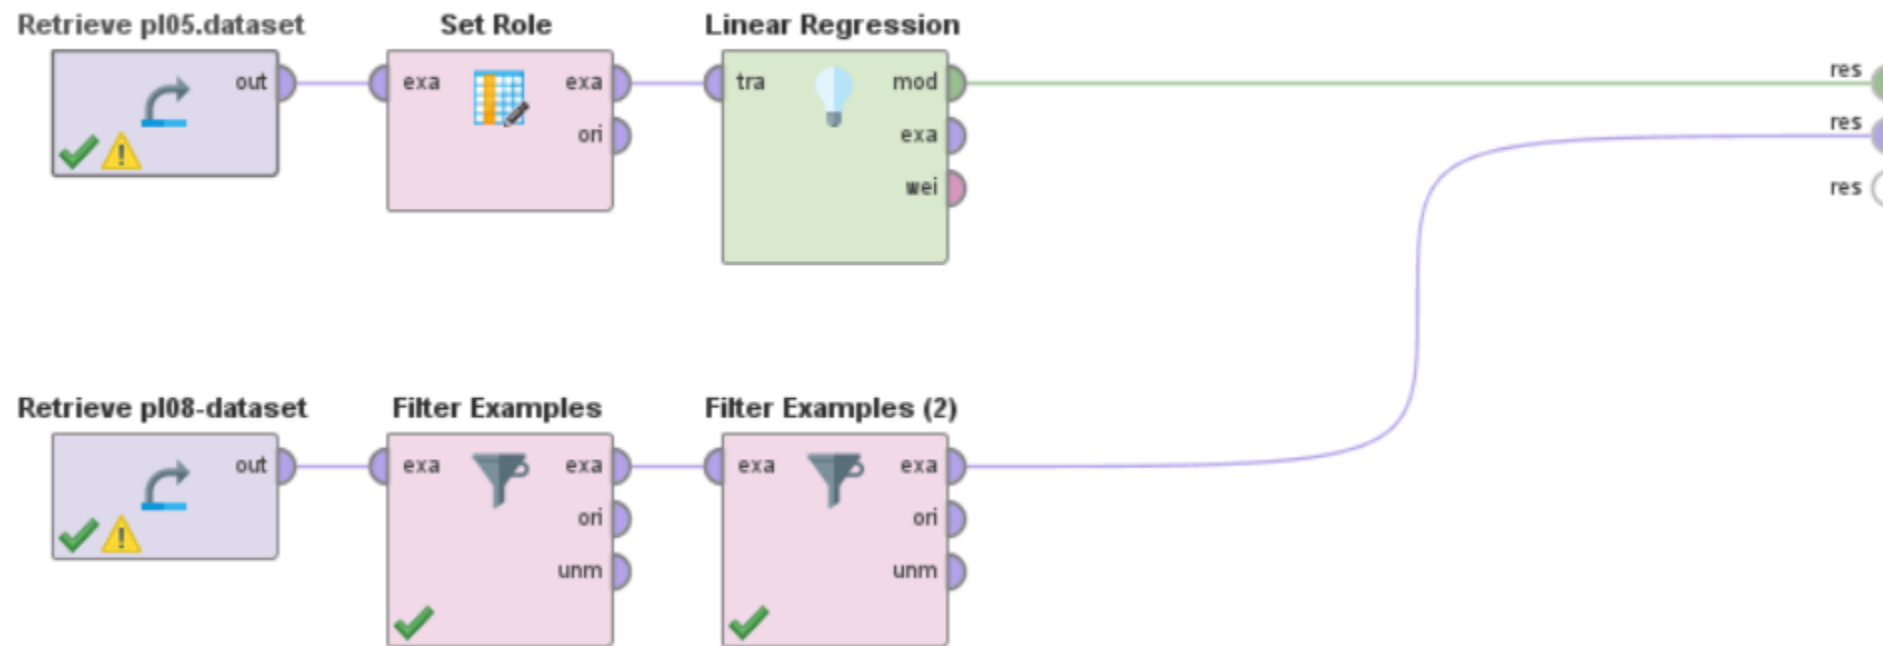 Retrieve pl05.dataset
Set Role
Linear Regression
res
out
exa
exa
tra
mod
res
ori
exa
wei
res
Retrieve pl08-dataset
Filter Examples
Filter Examples (2)
out
exa
exa
exa
exa
ori
ori
unm
unm